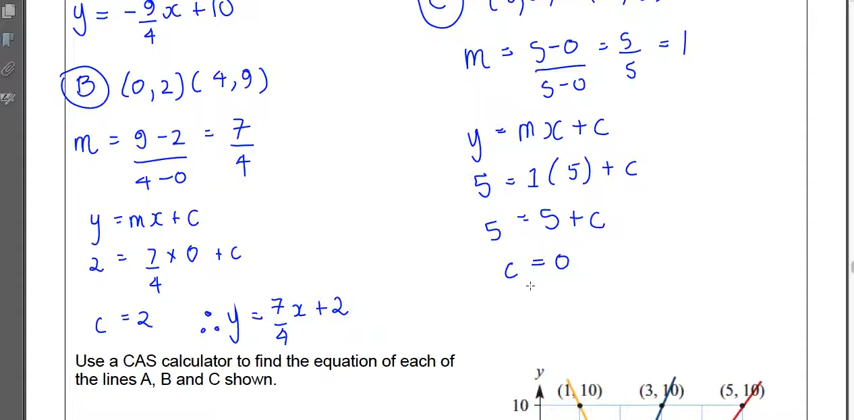 y = -9/4 x + 10
B (0, 2) (4, 9)
m = 9 - 2 / 4 - 0 = 7/4
y = mx + c
2 = 7/4 × 0 + c
c = 2 ∴ y = 7/4 x + 2
C
m = 5 - 0 / 5 - 0 = 5/5 = 1
y = mx + c
5 = 1(5) + c
5 = 5 + c
c = 0
Use a CAS calculator to find the equation of each of
the lines A, B and C shown.
y
(1, 10) (3, 10) (5, 10)
10